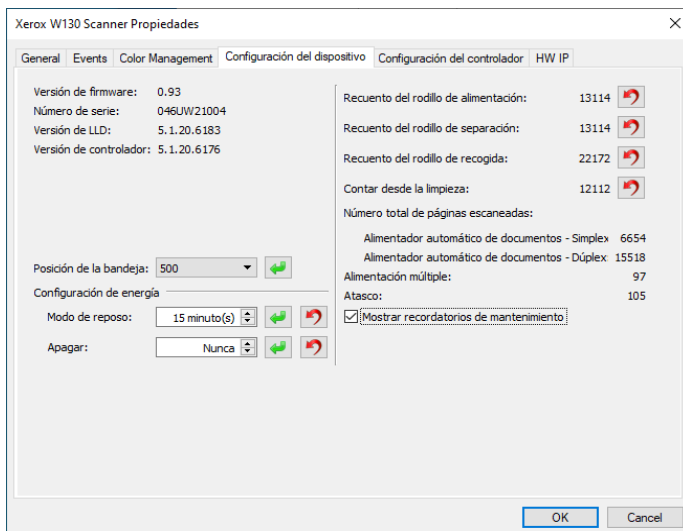 Xerox W130 Scanner Propiedades
General Events Color Management Configuración del dispositivo Configuración del controlador HW IP
Versión de firmware: 0.93
Número de serie: 046UW21004
Versión de LLD: 5.1.20.6183
Versión de controlador: 5.1.20.6176
Posición de la bandeja: 500
Configuración de energía
Modo de reposo: 15 minuto(s)
Apagar: Nunca
Recuento del rodillo de alimentación: 13114
Recuento del rodillo de separación: 13114
Recuento del rodillo de recogida: 22172
Contar desde la limpieza: 12112
Número total de páginas escaneadas:
Alimentador automático de documentos - Simplex 6654
Alimentador automático de documentos - Dúplex 15518
Alimentación múltiple: 97
Atasco: 105
Mostrar recordatorios de mantenimiento
OK Cancel